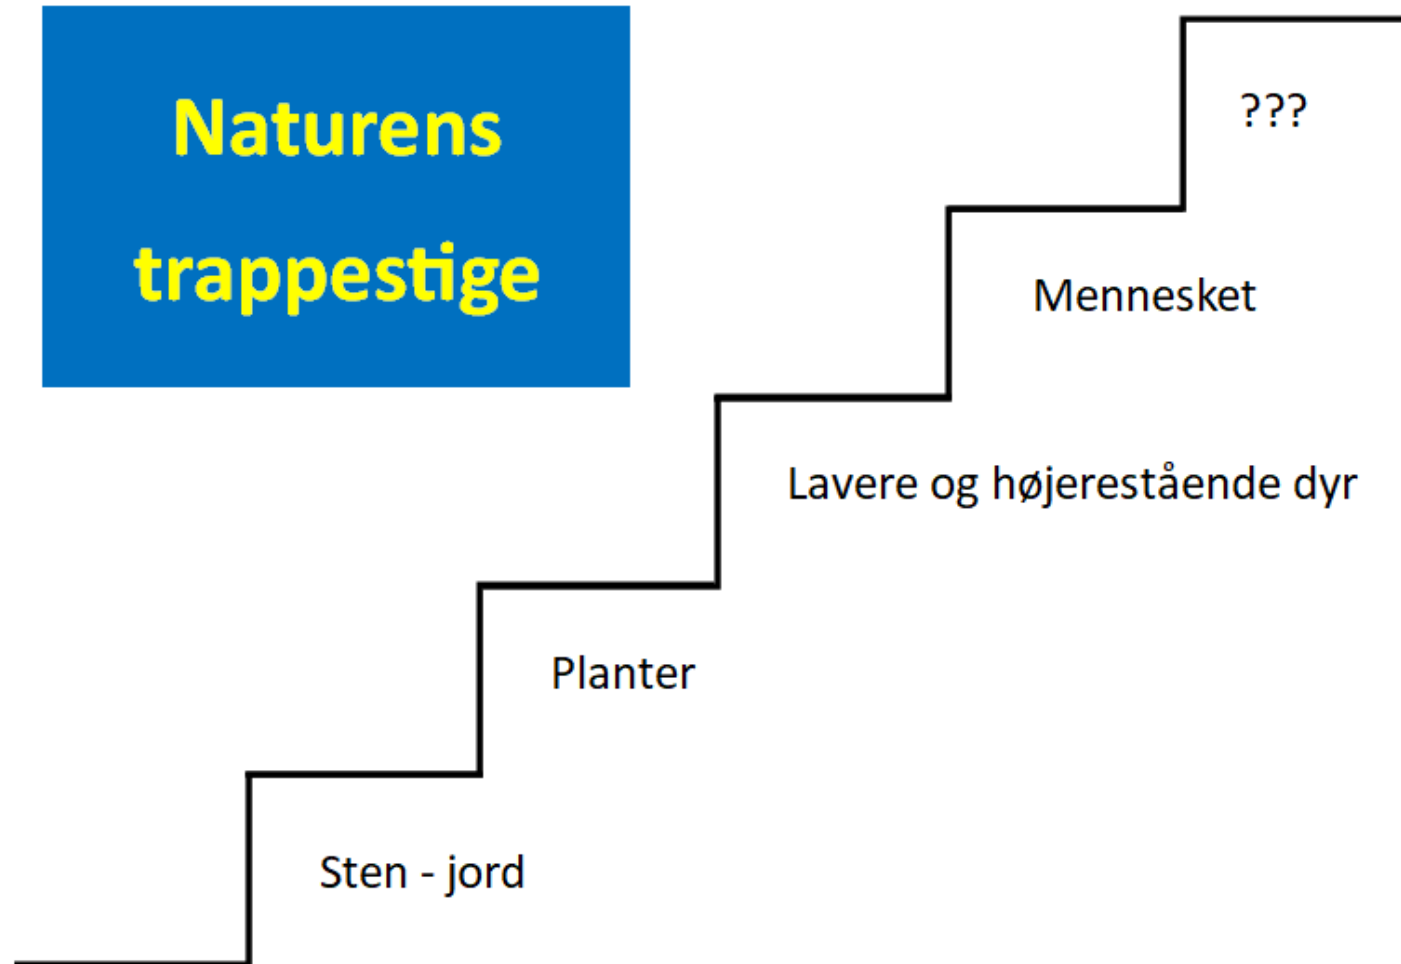 Naturens
trappestige
???
Mennesket
Lavere og højerestående dyr
Planter
Sten - jord